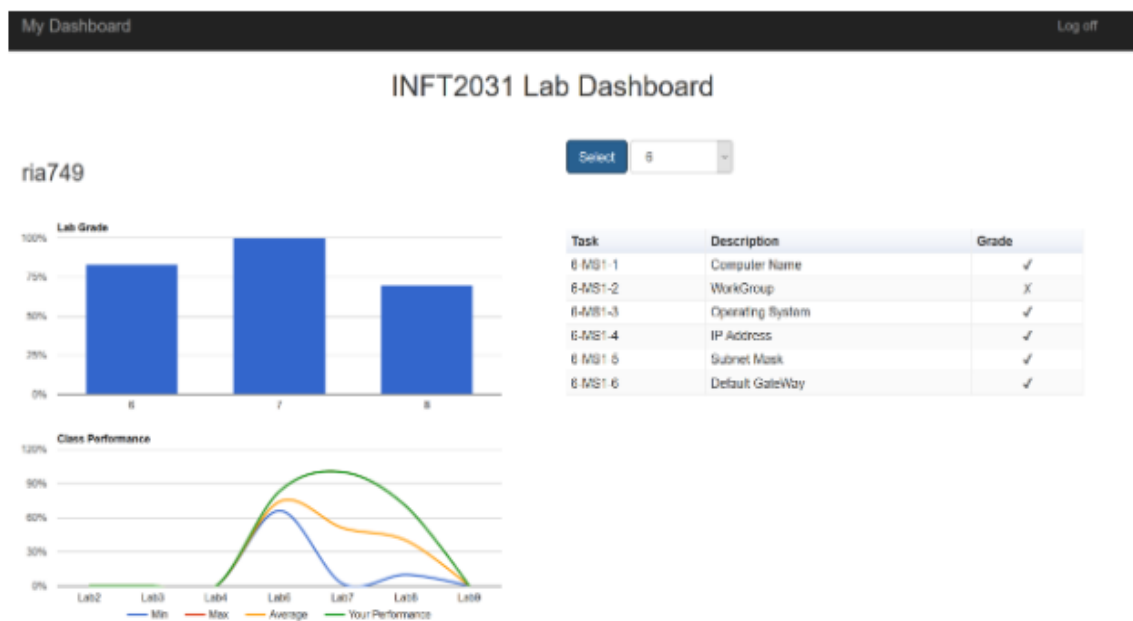 My Dashboard Log off
INFT2031 Lab Dashboard
Select 6
ria749
Lab Grade
100%
75%
50%
25%
0%
6 7 8
Task Description Grade
6-MS1-1 Computer Name ✓
6-MS1-2 WorkGroup X
6-MS1-3 Operating System ✓
6-MS1-4 IP Address ✓
6-MS1-5 Subnet Mask ✓
6-MS1-6 Default GateWay ✓
Class Performance
120%
90%
60%
30%
0%
Lab2 Lab3 Lab4 Lab6 Lab7 Lab8 Lab9
Min Max Average Your Performance